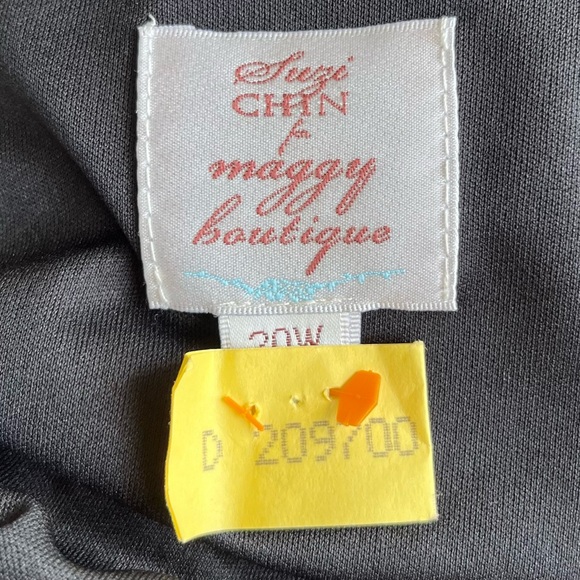 Suzi
CHIN
for
maggy
boutique
20W
D 209700